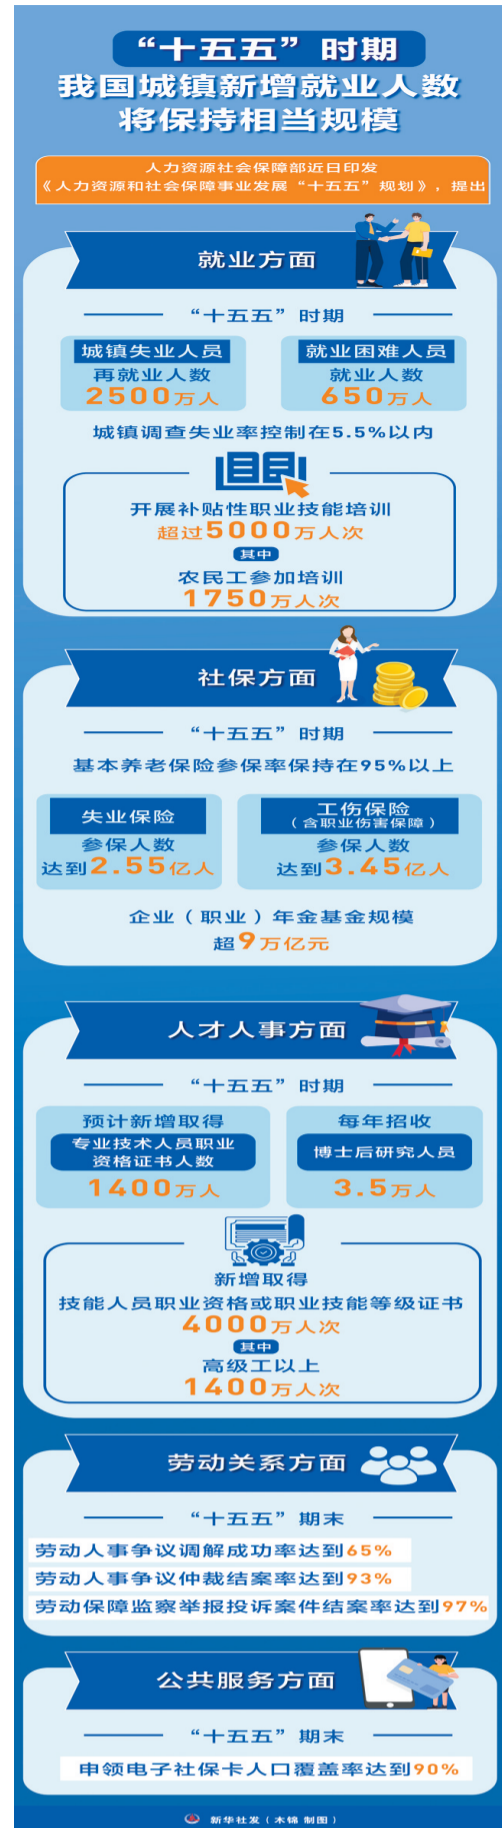 “十五五”时期
我国城镇新增就业人数
将保持相当规模
人力资源社会保障部近日印发
《人力资源和社会保障事业发展“十五五”规划》，提出
就业方面
“十五五”时期
城镇失业人员
再就业人数
2500万人
就业困难人员
就业人数
650万人
城镇调查失业率控制在5.5%以内
开展补贴性职业技能培训
超过5000万人次
其中
农民工参加培训
1750万人次
社保方面
“十五五”时期
基本养老保险参保率保持在95%以上
失业保险
参保人数
达到2.55亿人
工伤保险
（含职业伤害保障）
参保人数
达到3.45亿人
企业（职业）年金基金规模
超9万亿元
人才人事方面
“十五五”时期
预计新增取得
专业技术人员职业
资格证书人数
1400万人
每年招收
博士后研究人员
3.5万人
新增取得
技能人员职业资格或职业技能等级证书
4000万人次
其中
高级工以上
1400万人次
劳动关系方面
“十五五”期末
劳动人事争议调解成功率达到65%
劳动人事争议仲裁结案率达到93%
劳动保障监察举报投诉案件结案率达到97%
公共服务方面
“十五五”期末
申领电子社保卡人口覆盖率达到90%
新华社发（木锦 制图）